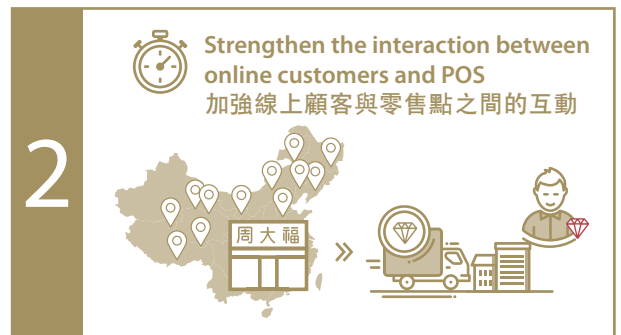 2
Strengthen the interaction between
online customers and POS
加強線上顧客與零售點之間的互動
周大福